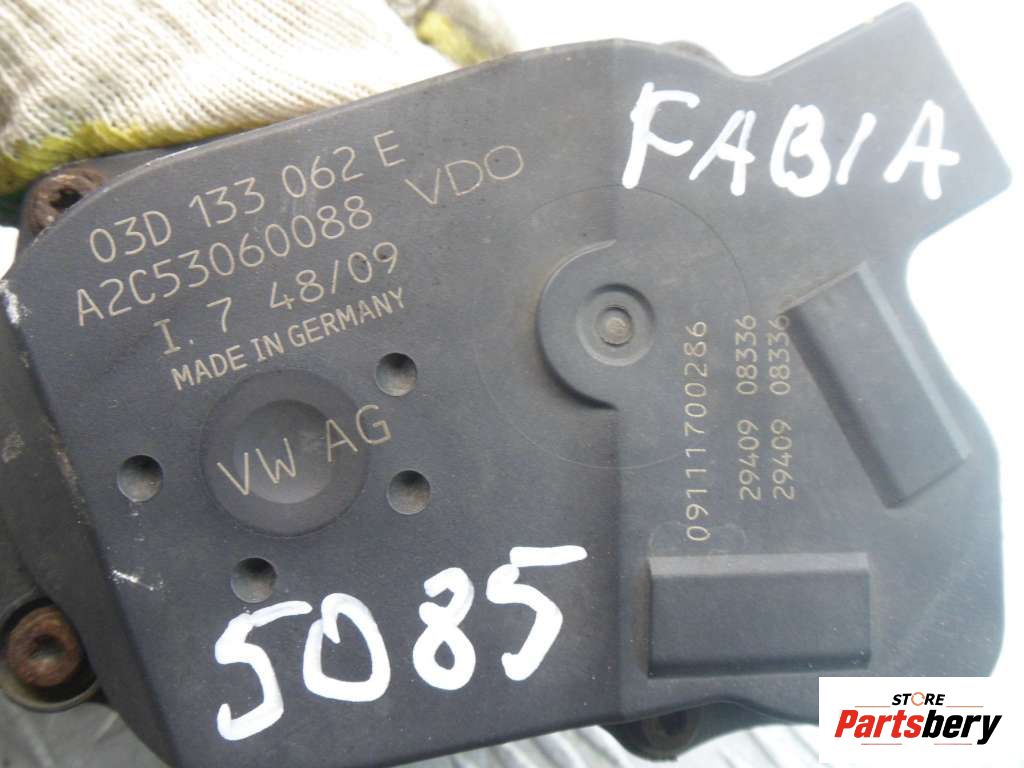 03D 133 062 E
A2C53060088 VDO
I. 7 48/09
MADE IN GERMANY
VW AG
FABIA
09111700286
29409 08336
29409 08336
5085
STORE
Partsbery